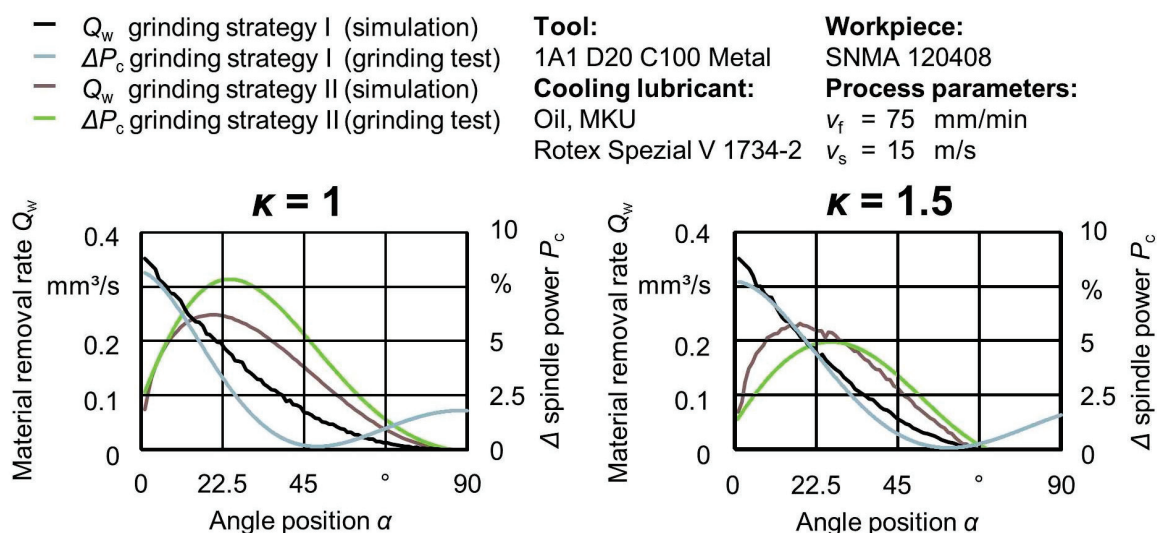 Q_w grinding strategy I (simulation)
ΔP_c grinding strategy I (grinding test)
Q_w grinding strategy II (simulation)
ΔP_c grinding strategy II (grinding test)
Tool:
1A1 D20 C100 Metal
Cooling lubricant:
Oil, MKU
Rotex Spezial V 1734-2
Workpiece:
SNMA 120408
Process parameters:
v_f = 75 mm/min
v_s = 15 m/s
κ = 1
Material removal rate Q_w
0.4
mm³/s
0.2
0.1
0
10
%
5
2.5
0
Δ spindle power P_c
0 22.5 45 ° 90
Angle position α
κ = 1.5
Material removal rate Q_w
0.4
mm³/s
0.2
0.1
0
10
%
5
2.5
0
Δ spindle power P_c
0 22.5 45 ° 90
Angle position α